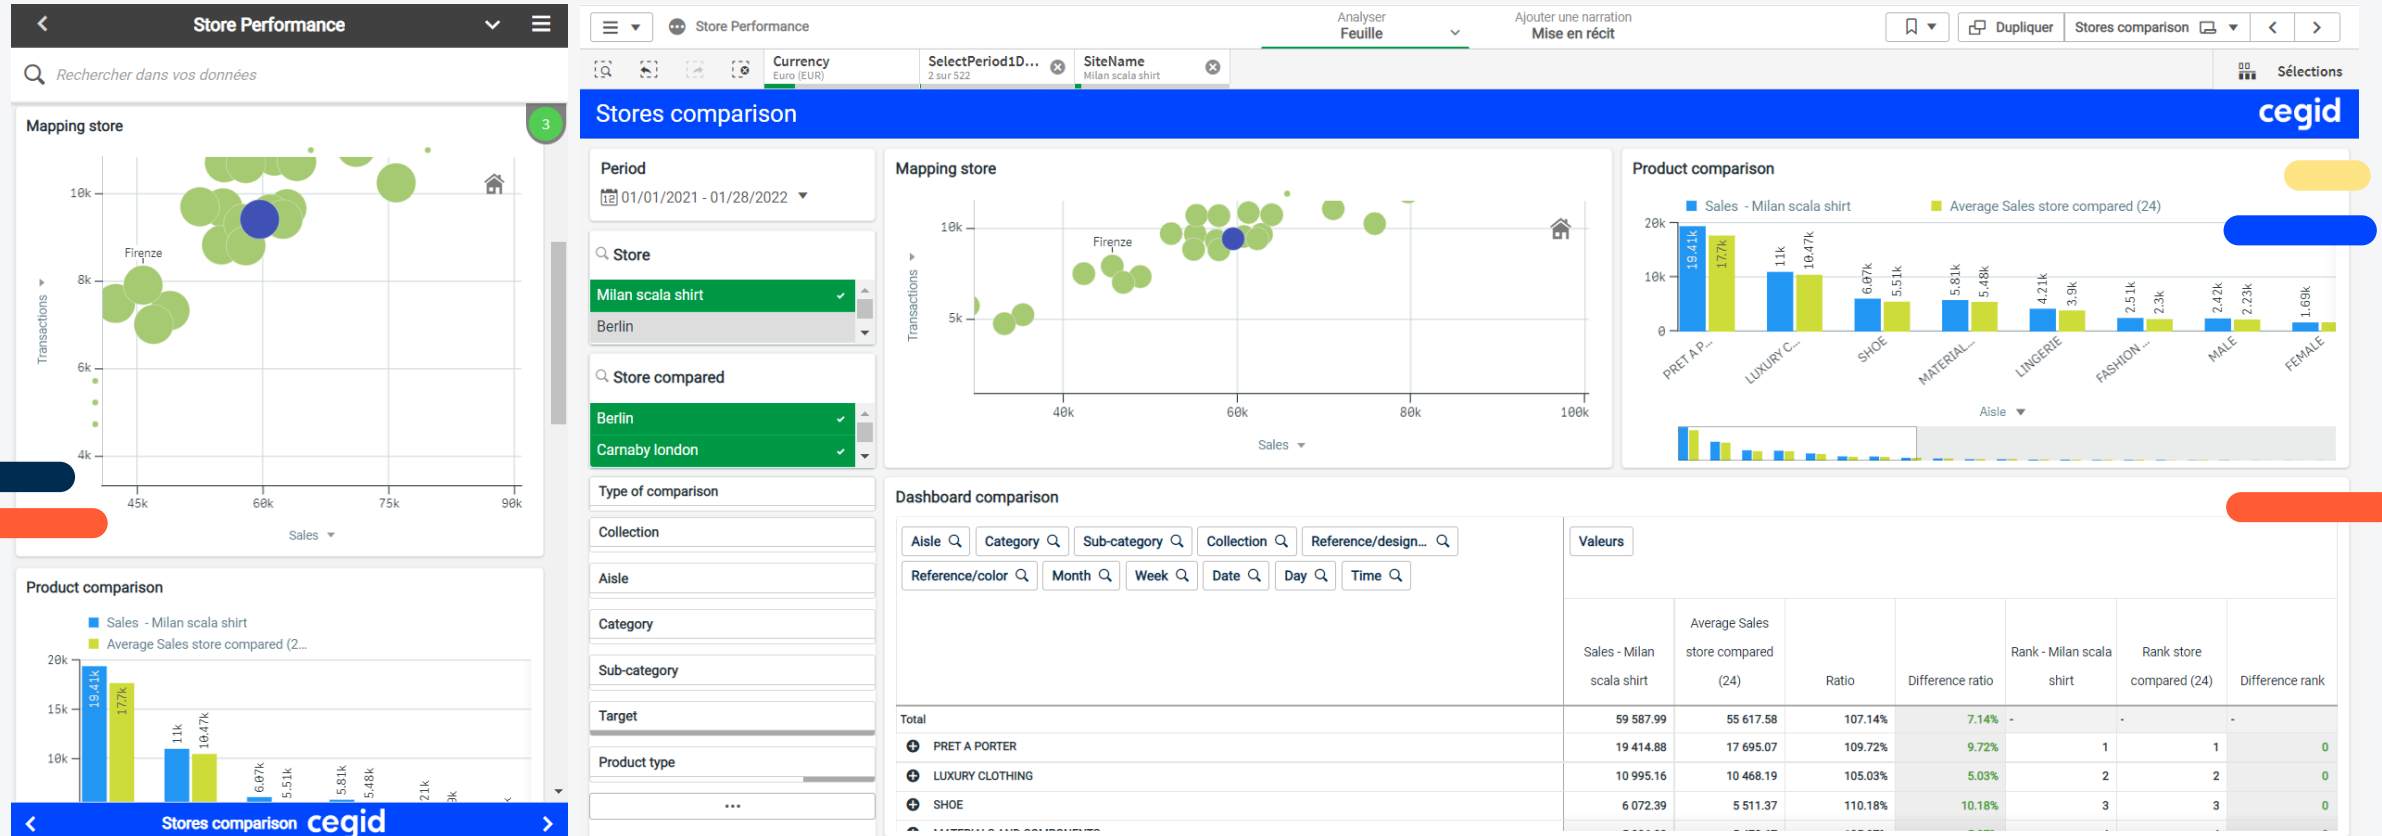 Store Performance
Rechercher dans vos données
Mapping store
3
10k
Firenze
8k
Transactions
6k
4k
45k 60k 75k 90k
Sales
Product comparison
Sales - Milan scala shirt
Average Sales store compared (2...
20k
15k
10k
19.41k 17.7k 11k 10.47k 6.07k 5.51k 5.81k 5.48k
Stores comparison cegid
Store Performance
Analyser
Feuille
Ajouter une narration
Mise en récit
Dupliquer
Stores comparison
Currency
Euro (EUR)
SelectPeriod1D...
2 sur 522
SiteName
Milan scala shirt
Sélections
Stores comparison
cegid
Period
12 01/01/2021 - 01/28/2022
Store
Milan scala shirt
Berlin
Store compared
Berlin
Carnaby london
Type of comparison
Collection
Aisle
Category
Sub-category
Target
Product type
...
Mapping store
10k
Firenze
Transactions
5k
40k 60k 80k 100k
Sales
Product comparison
Sales - Milan scala shirt Average Sales store compared (24)
20k
10k
0
19.41k 17.7k 11k 10.47k 6.07k 5.51k 5.81k 5.48k 4.21k 3.9k 2.51k 2.3k 2.42k 2.23k 1.69k
PRET A P... LUXURY C... SHOE MATERIAL... LINGERIE FASHION ... MALE FEMALE
Aisle
Dashboard comparison
Aisle Category Sub-category Collection Reference/design...
Reference/color Month Week Date Day Time
Valeurs
Sales - Milan scala shirt
Average Sales store compared (24)
Ratio
Difference ratio
Rank - Milan scala shirt
Rank store compared (24)
Difference rank
Total 59 587.99 55 617.58 107.14% 7.14% - - -
PRET A PORTER 19 414.88 17 695.07 109.72% 9.72% 1 1 0
LUXURY CLOTHING 10 995.16 10 468.19 105.03% 5.03% 2 2 0
SHOE 6 072.39 5 511.37 110.18% 10.18% 3 3 0